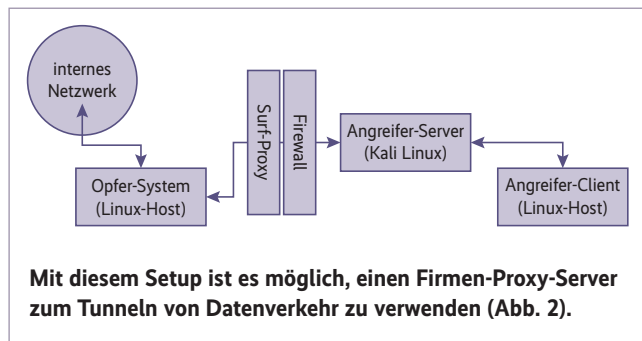 internes
Netzwerk
Surf-Proxy
Firewall
Angreifer-Server
(Kali Linux)
Opfer-System
(Linux-Host)
Angreifer-Client
(Linux-Host)
Mit diesem Setup ist es möglich, einen Firmen-Proxy-Server
zum Tunneln von Datenverkehr zu verwenden (Abb. 2).